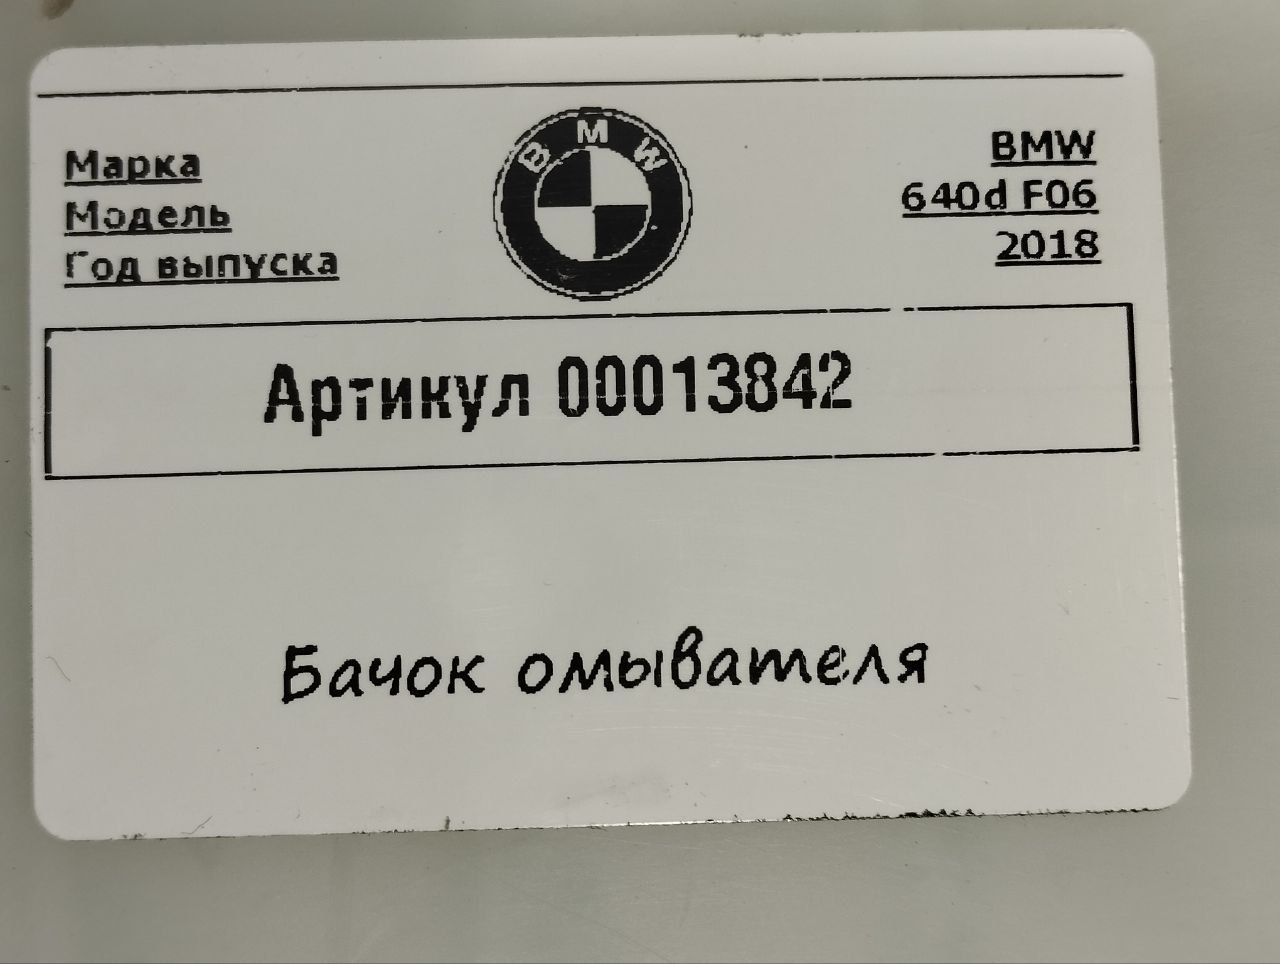 BMW
Марка BMW
Модель 640d F06
Год выпуска 2018
Артикул 00013842
Бачок омывателя